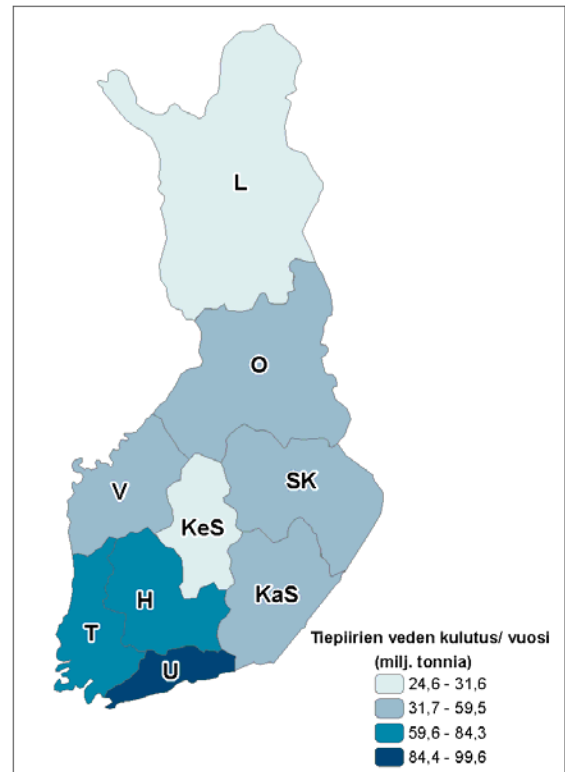 L
O
V
SK
KeS
H
KaS
T
U
Tiepiirien veden kulutus/ vuosi
(milj. tonnia)
24,6 - 31,6
31,7 - 59,5
59,6 - 84,3
84,4 - 99,6